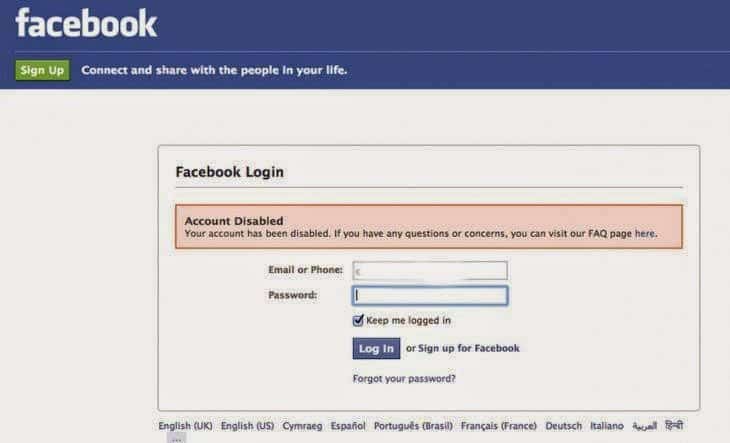 facebook
Sign Up Connect and share with the people in your life.
Facebook Login
Account Disabled
Your account has been disabled. If you have any questions or concerns, you can visit our FAQ page here.
Email or Phone:
Password:
Keep me logged in
Log In or Sign up for Facebook
Forgot your password?
English (UK) English (US) Cymraeg Español Português (Brasil) Français (France) Deutsch Italiano العربية हिन्दी
...